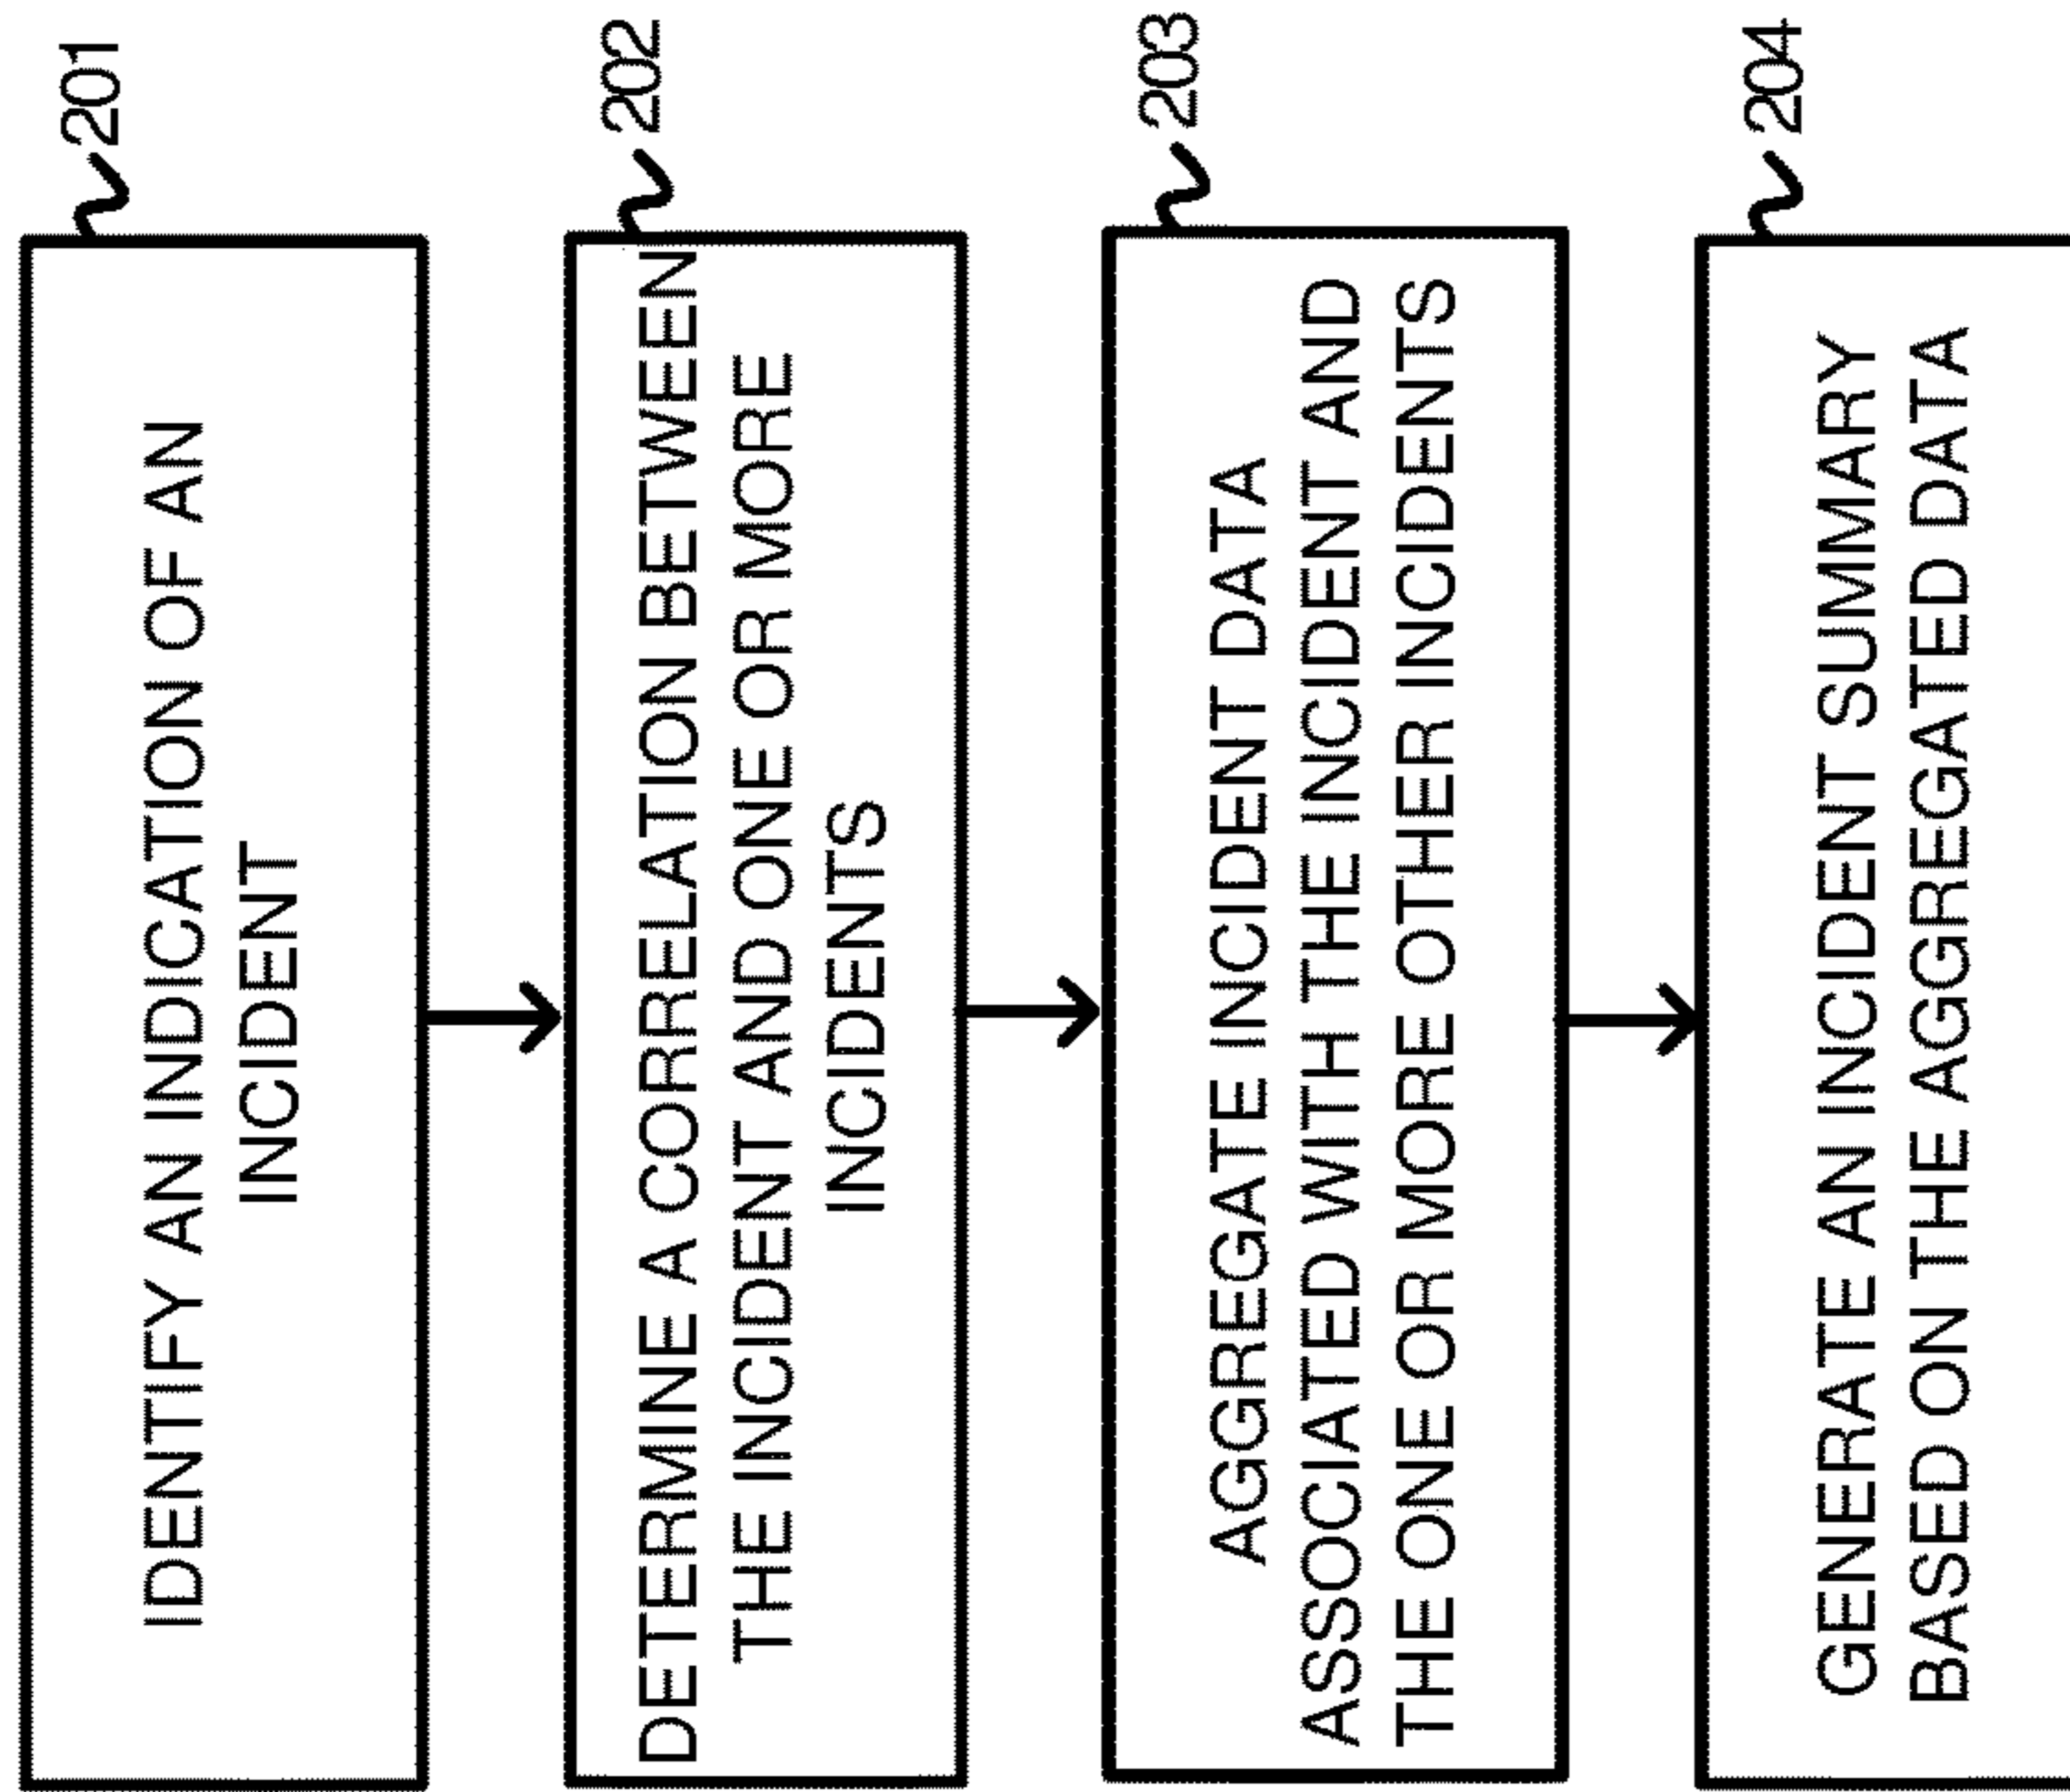 201
IDENTIFY AN INDICATION OF AN
INCIDENT
202
DETERMINE A CORRELATION BETWEEN
THE INCIDENT AND ONE OR MORE
INCIDENTS
203
AGGREGATE INCIDENT DATA
ASSOCIATED WITH THE INCIDENT AND
THE ONE OR MORE OTHER INCIDENTS
204
GENERATE AN INCIDENT SUMMARY
BASED ON THE AGGREGATED DATA